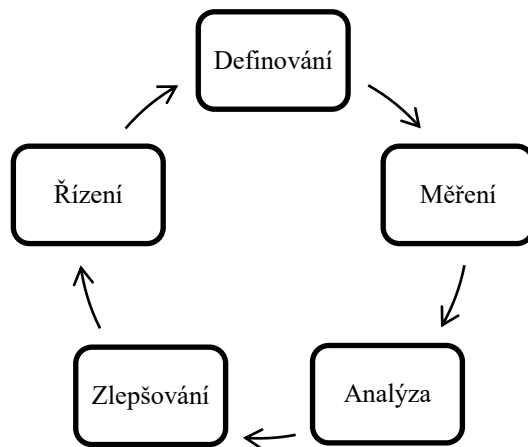 Definování
Měření
Analýza
Zlepšování
Řízení